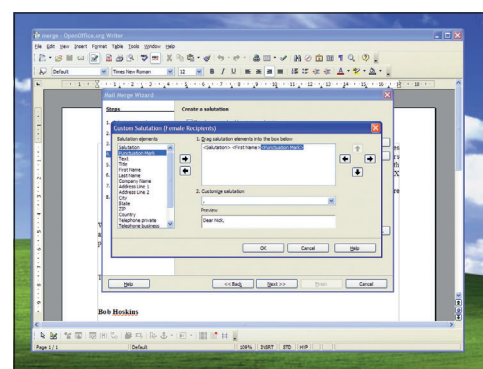 merge - OpenOffice.org Writer
File Edit View Insert Format Table Tools Window Help
Default Times New Roman 12 B I U
Mail Merge Wizard
Steps
Create a salutation
Custom Salutation (Female Recipients)
Salutation elements
1. Drag salutation elements into the box below
Salutation
Punctuation Mark
Text
Title
First Name
Last Name
Company Name
Address Line 1
Address Line 2
City
State
ZIP
Country
Telephone private
Telephone business
<Salutation> <First Name> <Punctuation Mark>
2. Customize salutation
,
Preview
Dear Nick,
OK Cancel Help
Help << Back Next >> Finish Cancel
Bob Hoskins
Page 1 / 1 Default 109% INSRT STD HYP